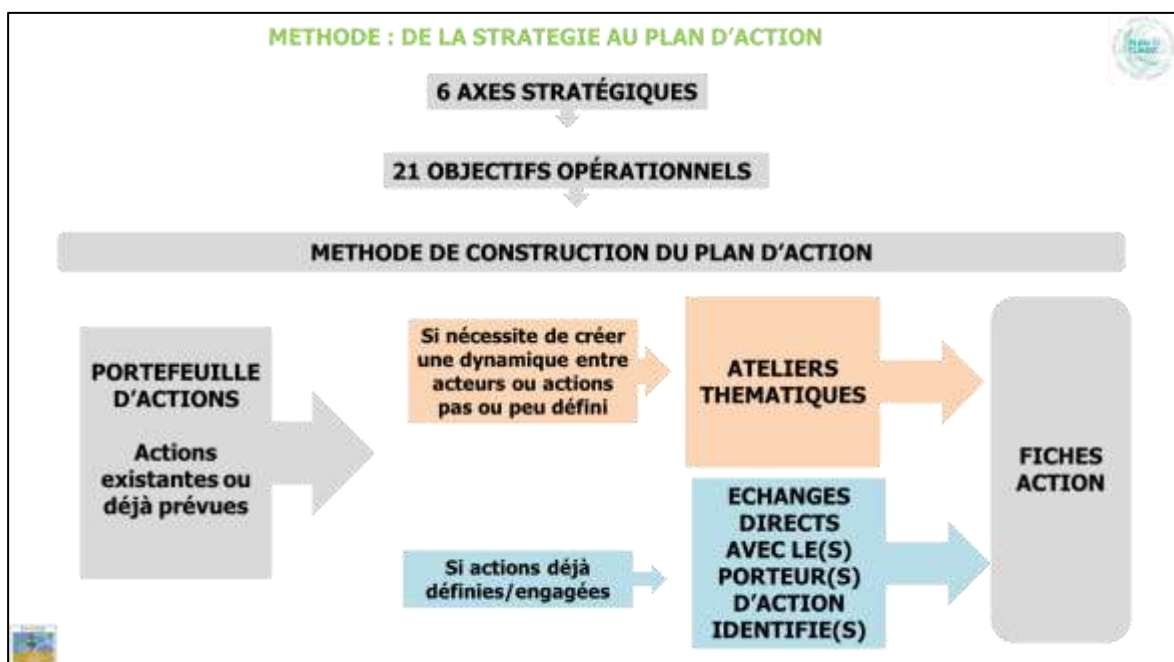 METHODE : DE LA STRATEGIE AU PLAN D'ACTION
6 AXES STRATÉGIQUES
21 OBJECTIFS OPÉRATIONNELS
METHODE DE CONSTRUCTION DU PLAN D'ACTION
PORTEFEUILLE
D'ACTIONS
Actions
existantes ou
déjà prévues
Si nécessite de créer
une dynamique entre
acteurs ou actions
pas ou peu défini
ATELIERS
THEMATIQUES
Si actions déjà
définies/engagées
ECHANGES
DIRECTS
AVEC LE(S)
PORTEUR(S)
D'ACTION
IDENTIFIE(S)
FICHES
ACTION